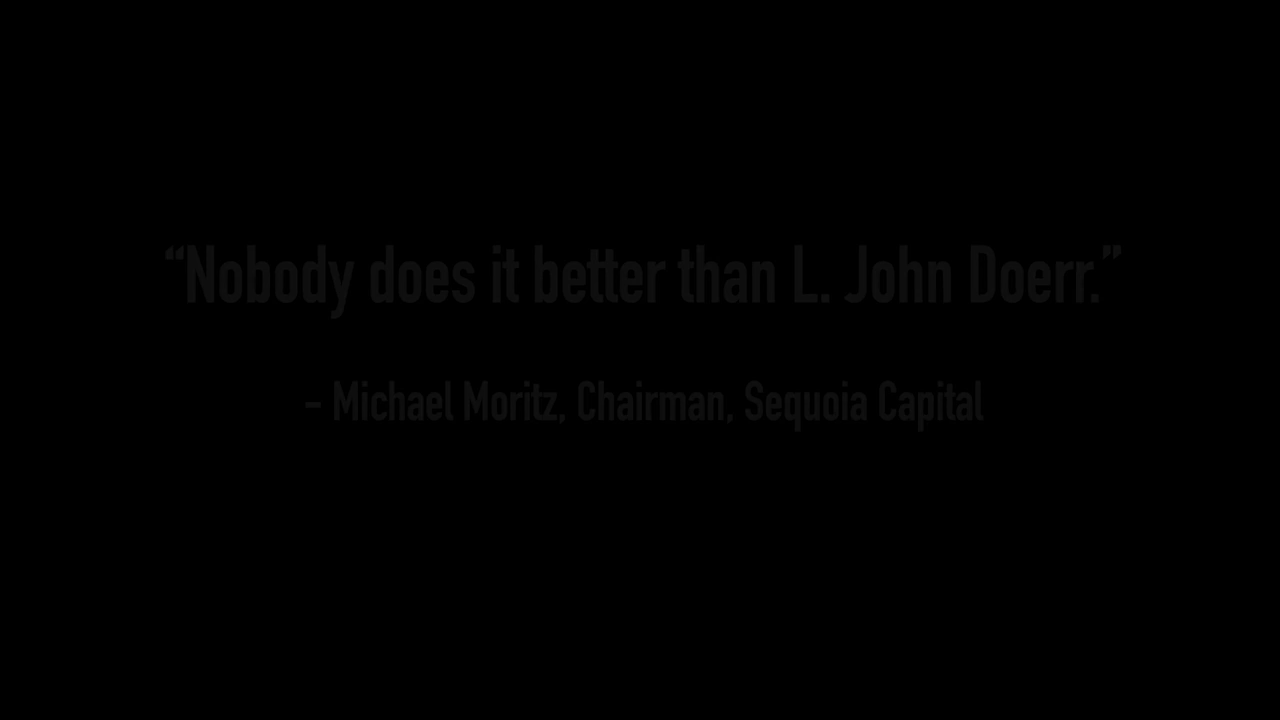 “Nobody does it better than L. John Doerr.”
– Michael Moritz, Chairman, Sequoia Capital